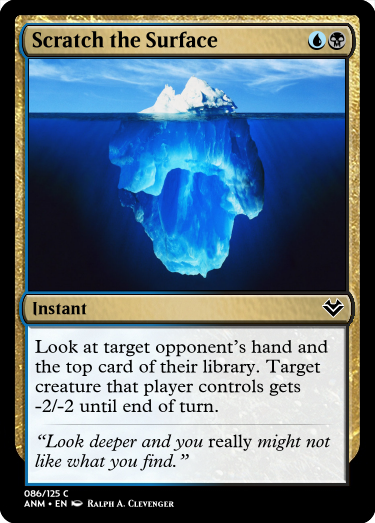 Scratch the Surface
Instant
Look at target opponent's hand and
the top card of their library. Target
creature that player controls gets
-2/-2 until end of turn.
“Look deeper and you really might not
like what you find.”
086/125 C
ANM • EN Ralph A. Clevenger